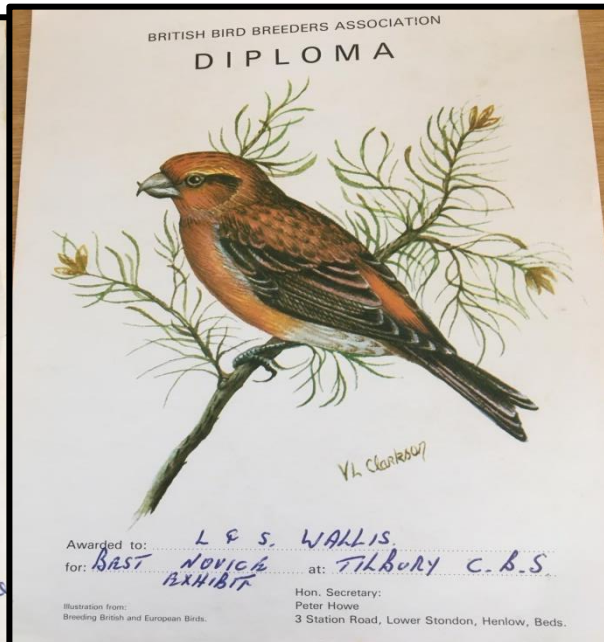 BRITISH BIRD BREEDERS ASSOCIATION
DIPLOMA
VL Clarkson
Awarded to: L & S. WALLIS.
for: BEST NOVICE EXHIBIT at: TILBURY C.B.S
Illustration from:
Breeding British and European Birds.
Hon. Secretary:
Peter Howe
3 Station Road, Lower Stondon, Henlow, Beds.